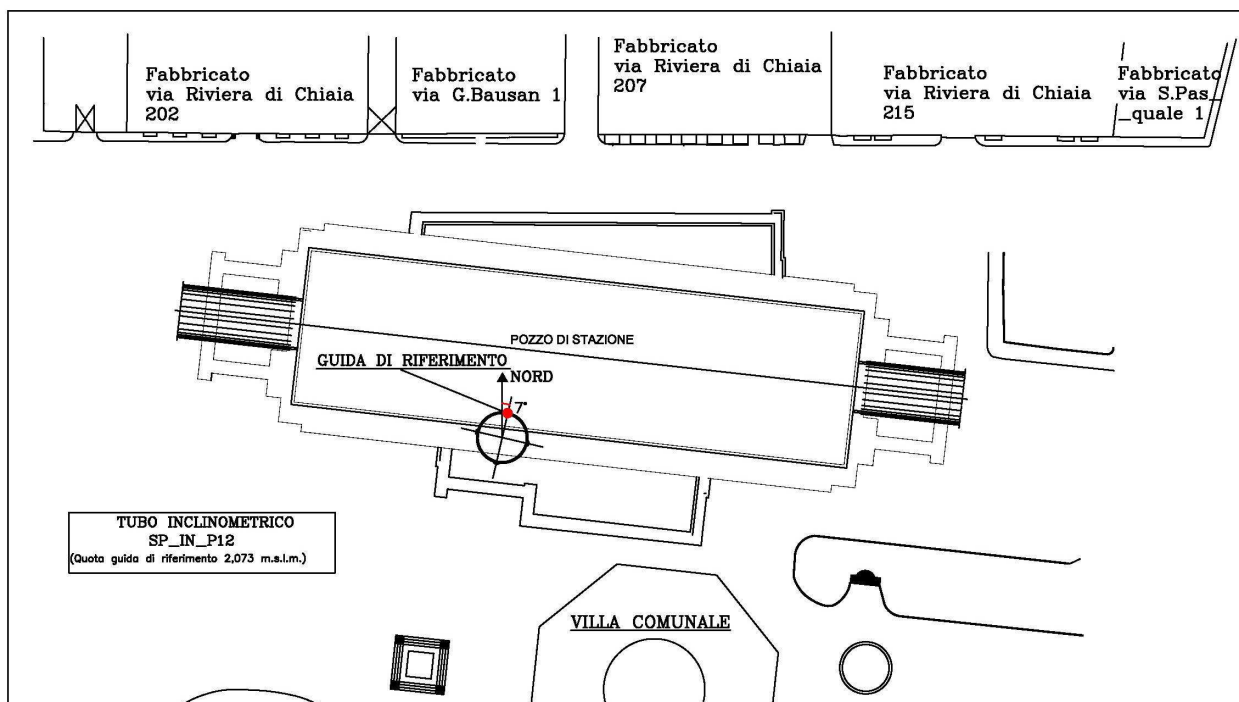 Fabbricato
via Riviera di Chiaia
202
Fabbricato
via G.Bausan 1
Fabbricato
via Riviera di Chiaia
207
Fabbricato
via Riviera di Chiaia
215
Fabbricato
via S.Pas_
_quale 1
POZZO DI STAZIONE
GUIDA DI RIFERIMENTO
NORD
7°
TUBO INCLINOMETRICO
SP_IN_P12
(Quota guida di riferimento 2,073 m.s.l.m.)
VILLA COMUNALE